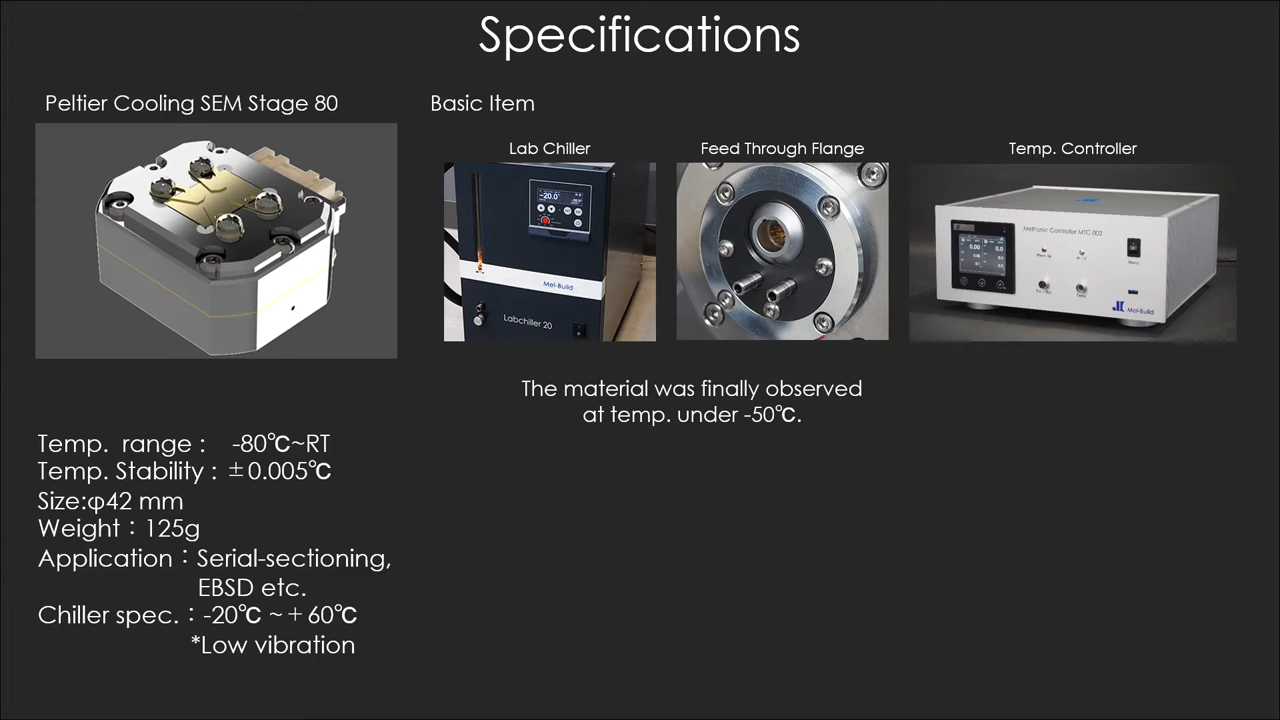 Specifications
Peltier Cooling SEM Stage 80
Basic Item
Lab Chiller
Feed Through Flange
Temp. Controller
-20.0
Mel-Build
Labchiller 20
Meltronic Controller MTC 002
Mel-Build
The material was finally observed
at temp. under -50℃.
Temp. range : -80℃~RT
Temp. Stability : ±0.005℃
Size:φ42 mm
Weight：125g
Application：Serial-sectioning,
EBSD etc.
Chiller spec.：-20℃ ~+60℃
*Low vibration